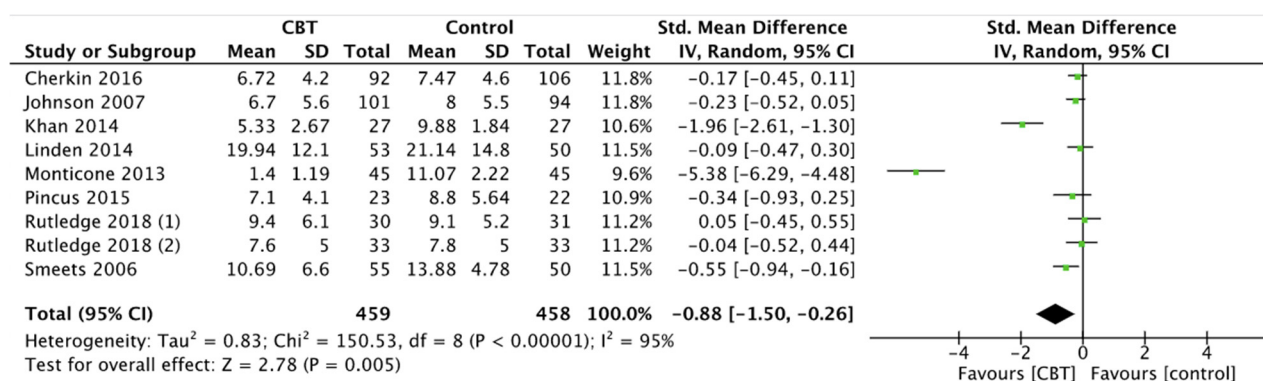 CBT Control Std. Mean Difference Std. Mean Difference
Study or Subgroup Mean SD Total Mean SD Total Weight IV, Random, 95% CI IV, Random, 95% CI
Cherkin 2016 6.72 4.2 92 7.47 4.6 106 11.8% −0.17 [−0.45, 0.11]
Johnson 2007 6.7 5.6 101 8 5.5 94 11.8% −0.23 [−0.52, 0.05]
Khan 2014 5.33 2.67 27 9.88 1.84 27 10.6% −1.96 [−2.61, −1.30]
Linden 2014 19.94 12.1 53 21.14 14.8 50 11.5% −0.09 [−0.47, 0.30]
Monticone 2013 1.4 1.19 45 11.07 2.22 45 9.6% −5.38 [−6.29, −4.48]
Pincus 2015 7.1 4.1 23 8.8 5.64 22 10.9% −0.34 [−0.93, 0.25]
Rutledge 2018 (1) 9.4 6.1 30 9.1 5.2 31 11.2% 0.05 [−0.45, 0.55]
Rutledge 2018 (2) 7.6 5 33 7.8 5 33 11.2% −0.04 [−0.52, 0.44]
Smeets 2006 10.69 6.6 55 13.88 4.78 50 11.5% −0.55 [−0.94, −0.16]
Total (95% CI) 459 458 100.0% −0.88 [−1.50, −0.26]
Heterogeneity: Tau² = 0.83; Chi² = 150.53, df = 8 (P < 0.00001); I² = 95%
Test for overall effect: Z = 2.78 (P = 0.005)
−4 −2 0 2 4
Favours [CBT] Favours [control]